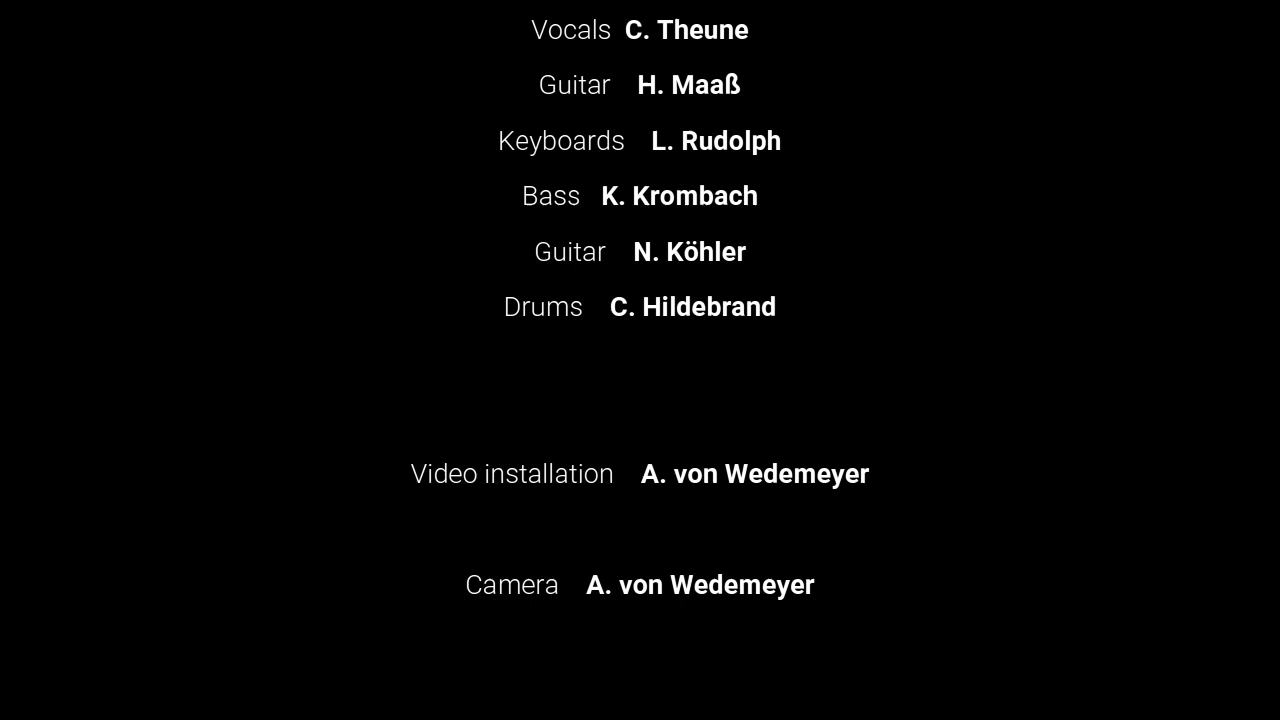 Vocals C. Theune
Guitar H. Maaß
Keyboards L. Rudolph
Bass K. Krombach
Guitar N. Köhler
Drums C. Hildebrand
Video installation A. von Wedemeyer
Camera A. von Wedemeyer